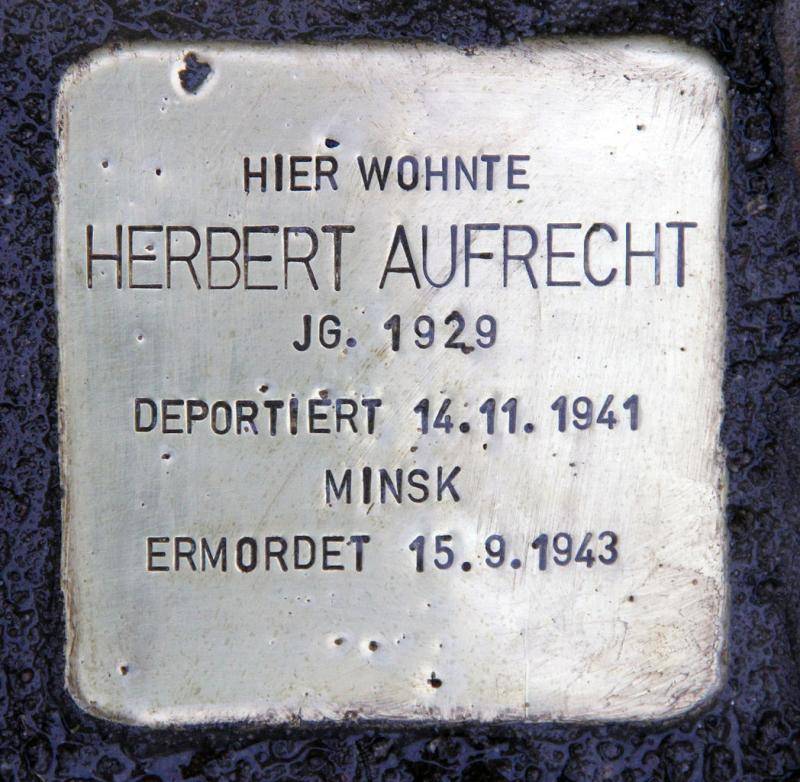 HIER WOHNTE
HERBERT AUFRECHT
JG. 1929
DEPORTIERT 14.11.1941
MINSK
ERMORDET 15.9.1943